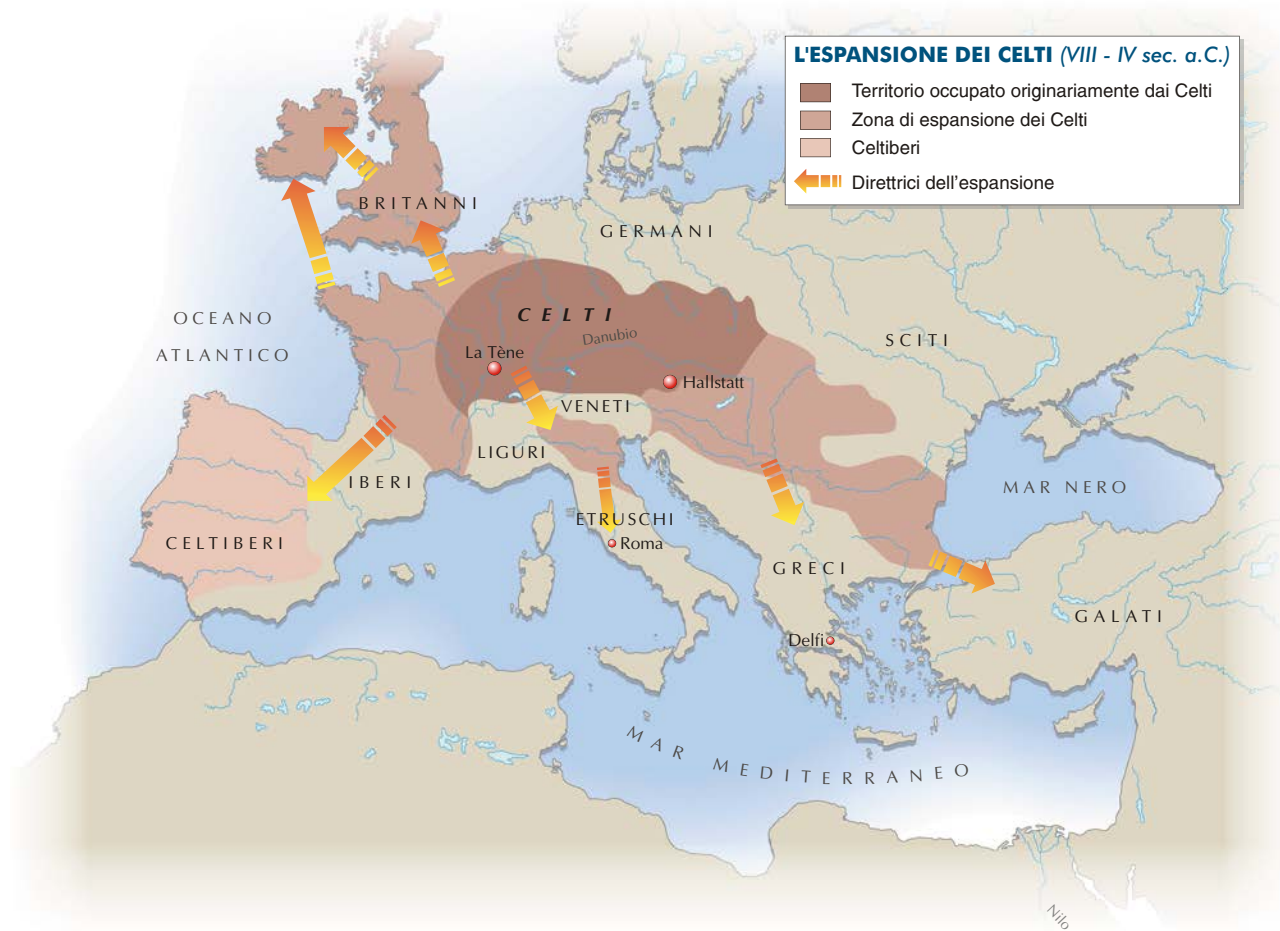 L'ESPANSIONE DEI CELTI (VIII - IV sec. a.C.)
Territorio occupato originariamente dai Celti
Zona di espansione dei Celti
Celtiberi
Direttrici dell'espansione
BRITANNI
GERMANI
OCEANO
ATLANTICO
CELTI
Danubio
SCITI
La Tène
Hallstatt
VENETI
LIGURI
IBERI
MAR NERO
ETRUSCHI
CELTIBERI
Roma
GRECI
GALATI
Delfi
MAR MEDITERRANEO
Nilo